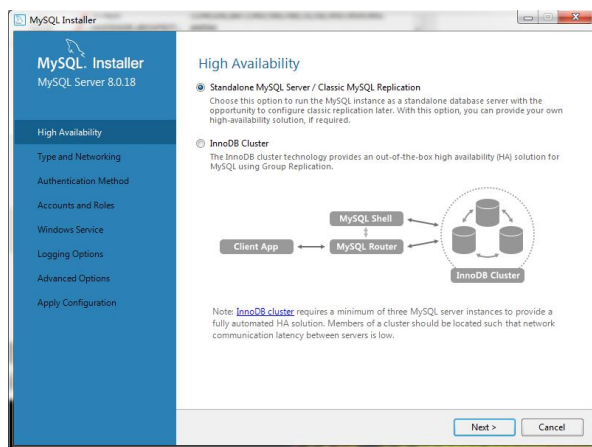 MySQL Installer
MySQL. Installer
MySQL Server 8.0.18
High Availability
Type and Networking
Authentication Method
Accounts and Roles
Windows Service
Logging Options
Advanced Options
Apply Configuration
High Availability
Standalone MySQL Server / Classic MySQL Replication
Choose this option to run the MySQL instance as a standalone database server with the
opportunity to configure classic replication later. With this option, you can provide your own
high-availability solution, if required.
InnoDB Cluster
The InnoDB cluster technology provides an out-of-the-box high availability (HA) solution for
MySQL using Group Replication.
MySQL Shell
Client App
MySQL Router
InnoDB Cluster
Note: InnoDB cluster requires a minimum of three MySQL server instances to provide a
fully automated HA solution. Members of a cluster should be located such that network
communication latency between servers is low.
Next >
Cancel